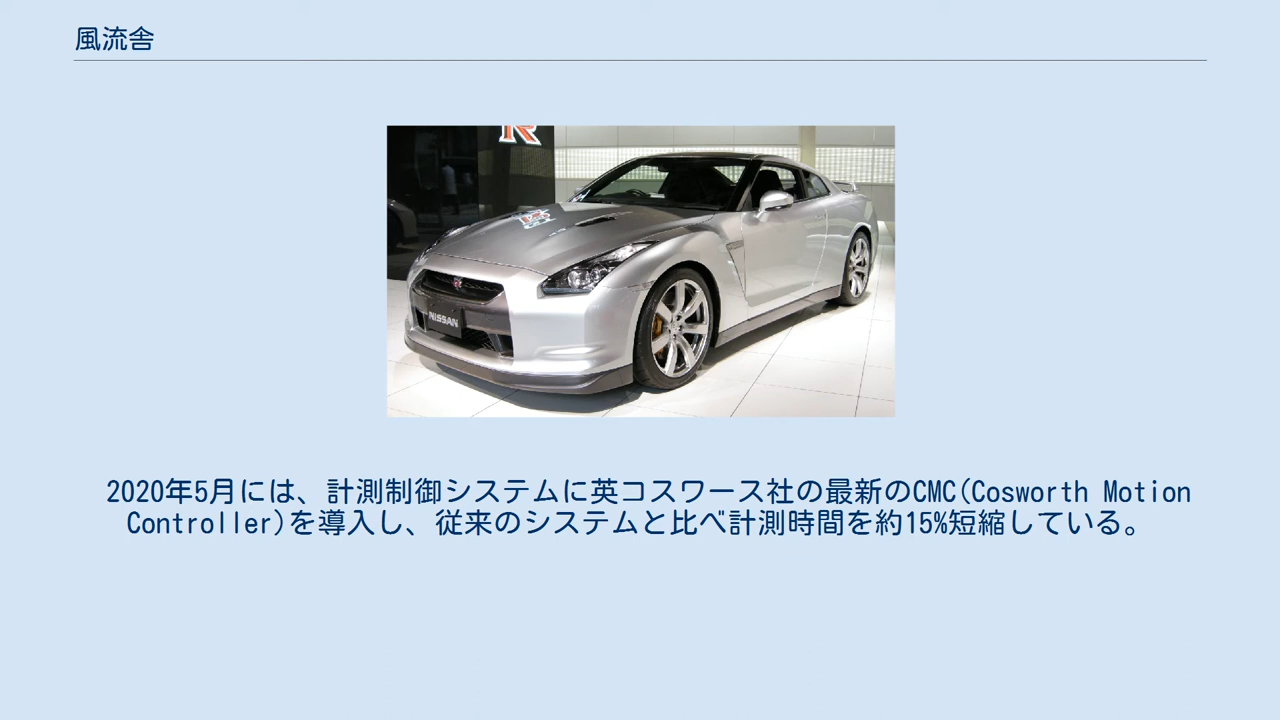 風流舎
R
NISSAN
2020年5月には、計測制御システムに英コスワース社の最新のCMC(Cosworth Motion
Controller)を導入し、従来のシステムと比べ計測時間を約15%短縮している。